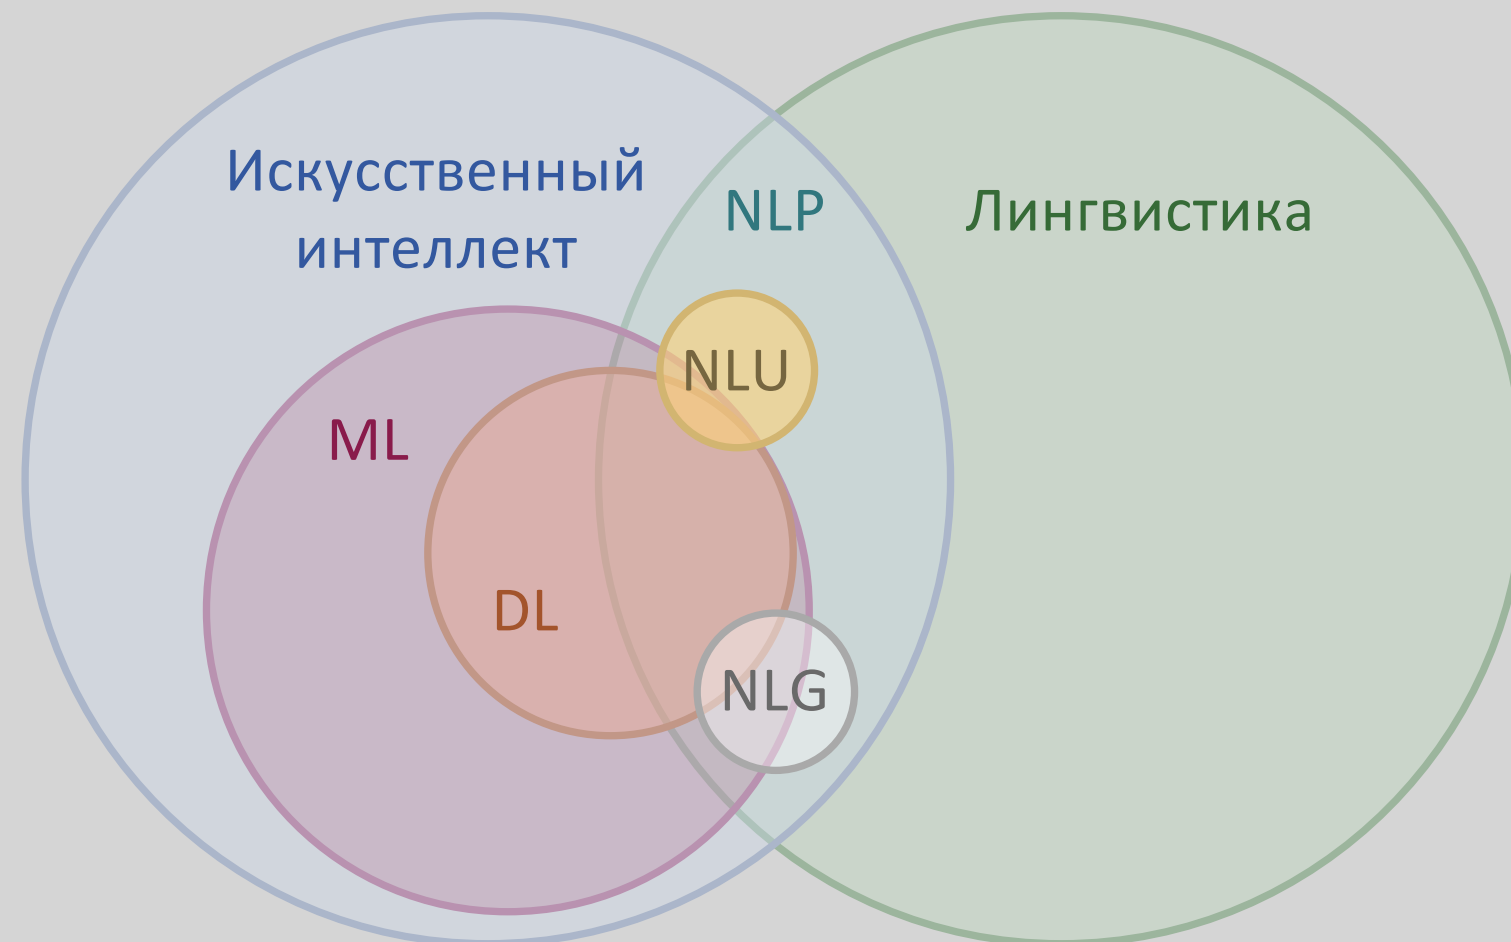 Искусственный
интеллект
NLP
Лингвистика
NLU
ML
DL
NLG